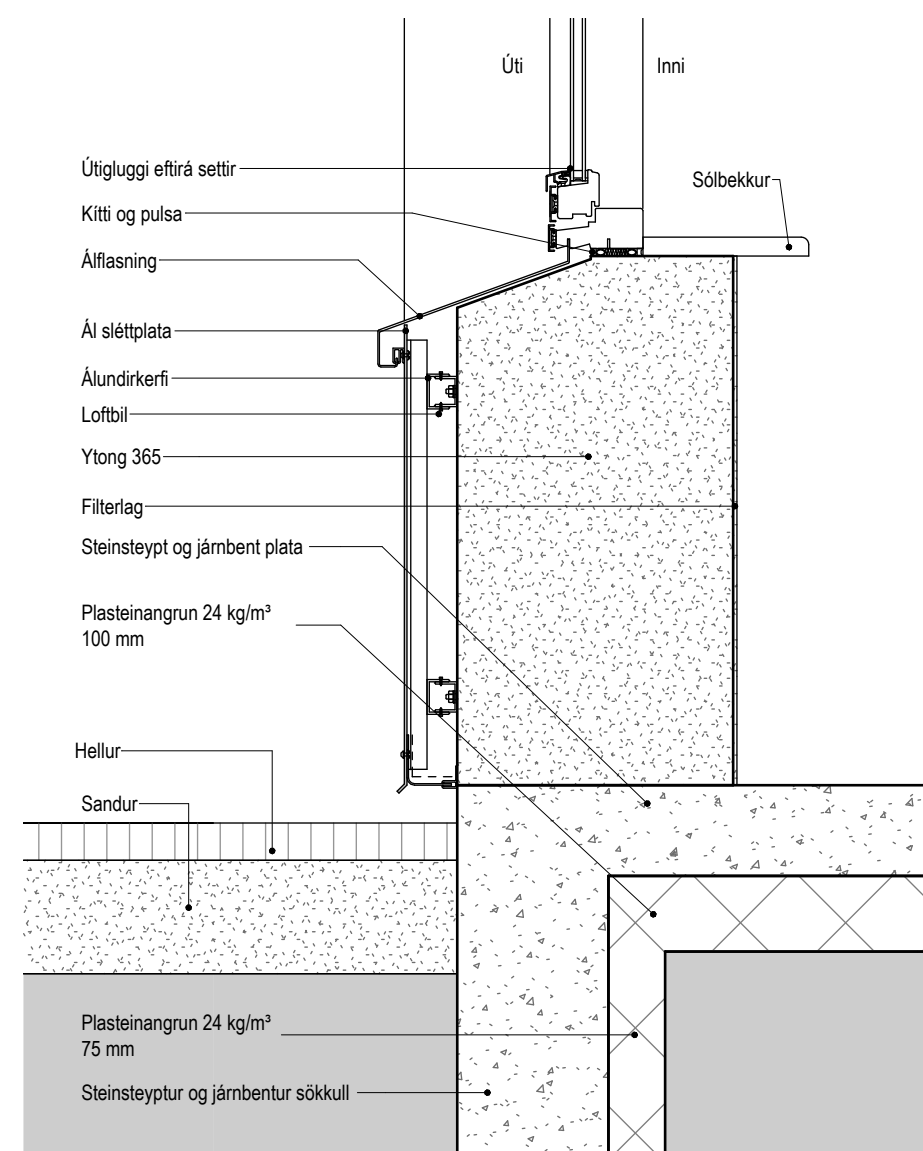 Úti
Inni
Útigluggi eftirá settir
Sólbekkur
Kítti og pulsa
Álflasning
Ál sléttplata
Álundirkerfi
Loftbil
Ytong 365
Filterlag
Steinsteypt og járnbent plata
Plasteinangrun 24 kg/m³
100 mm
Hellur
Sandur
Plasteinangrun 24 kg/m³
75 mm
Steinsteyptur og járnbentur sökkull